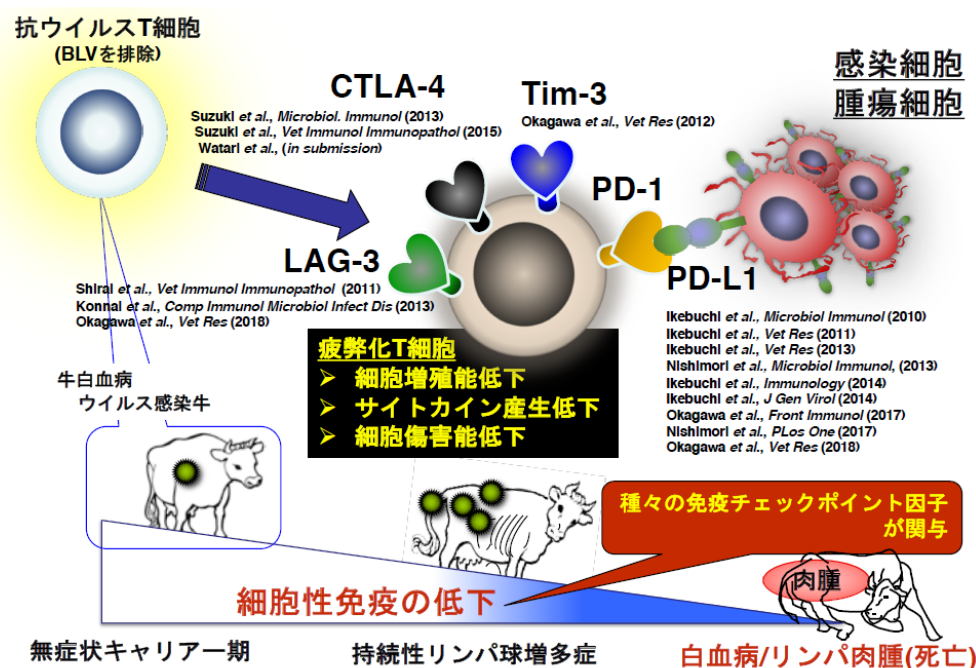 抗ウイルスT細胞
(BLVを排除)
CTLA-4
Suzuki et al., Microbiol. Immunol (2013)
Suzuki et al., Vet Immunol Immunopathol (2015)
Watari et al., (in submission)
Tim-3
Okagawa et al., Vet Res (2012)
感染細胞
腫瘍細胞
PD-1
LAG-3
Shirai et al., Vet Immunol Immunopathol (2011)
Konnai et al., Comp Immunol Microbiol Infect Dis (2013)
Okagawa et al., Vet Res (2018)
PD-L1
Ikebuchi et al., Microbiol Immunol (2010)
Ikebuchi et al., Vet Res (2011)
Ikebuchi et al., Vet Res (2013)
Nishimori et al., Microbiol Immunol, (2013)
Ikebuchi et al., Immunology (2014)
Ikebuchi et al., J Gen Virol (2014)
Okagawa et al., Front Immunol (2017)
Nishimori et al., PLos One (2017)
Okagawa et al., Vet Res (2018)
疲弊化T細胞
➢ 細胞増殖能低下
➢ サイトカイン産生低下
➢ 細胞傷害能低下
牛白血病
ウイルス感染牛
種々の免疫チェックポイント因子
が関与
肉腫
細胞性免疫の低下
無症状キャリアー期
持続性リンパ球増多症
白血病/リンパ肉腫(死亡)